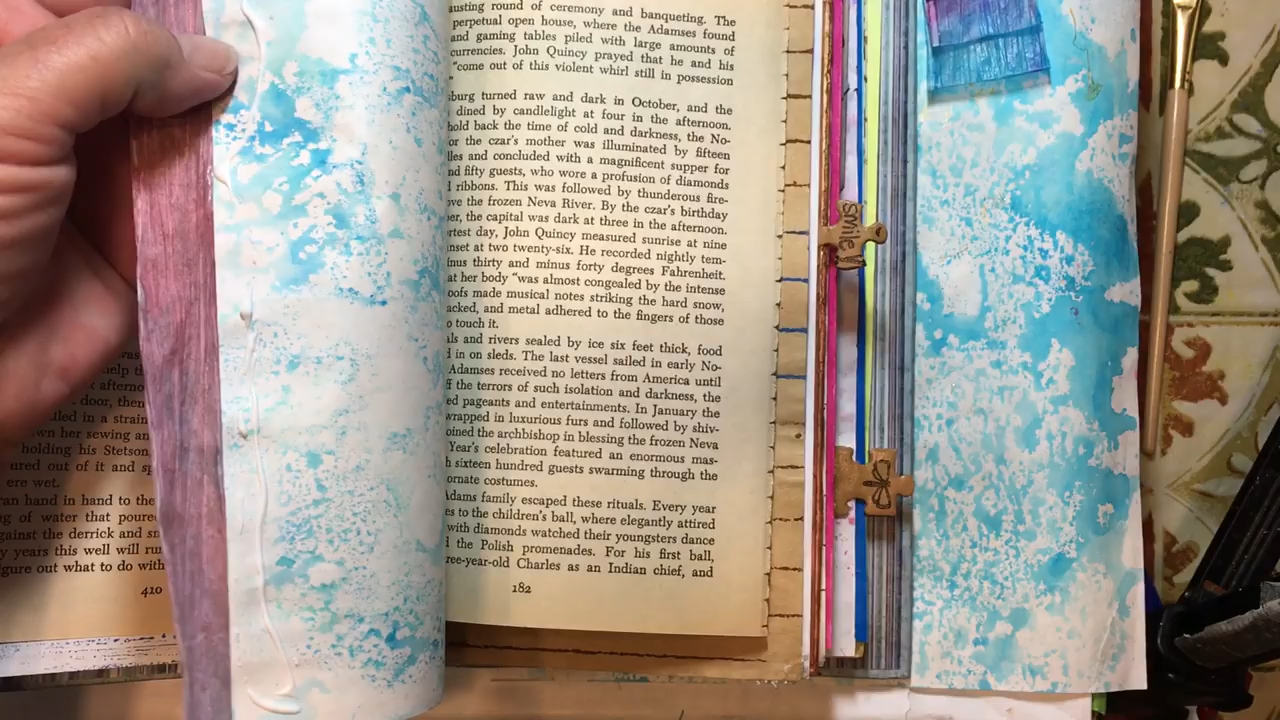 help th
afterno
door, then
lled in a strain
wn her sewing an
holding his Stetson
ured out of it and sp
ere wet.
ran hand in hand to the
g of water that poure
gainst the derrick and sn
y years this well will ru
gure out what to do with
410
austing round of ceremony and banqueting. The
perpetual open house, where the Adamses found
and gaming tables piled with large amounts of
currencies. John Quincy prayed that he and his
"come out of this violent whirl still in possession
"
sburg turned raw and dark in October, and the
dined by candlelight at four in the afternoon.
hold back the time of cold and darkness, the No-
or the czar's mother was illuminated by fifteen
lles and concluded with a magnificent supper for
nd fifty guests, who wore a profusion of diamonds
d ribbons. This was followed by thunderous fire-
ove the frozen Neva River. By the czar's birthday
er, the capital was dark at three in the afternoon.
rtest day, John Quincy measured sunrise at nine
nset at two twenty-six. He recorded nightly tem-
inus thirty and minus forty degrees Fahrenheit.
at her body "was almost congealed by the intense
oofs made musical notes striking the hard snow,
acked, and metal adhered to the fingers of those
o touch it.
ls and rivers sealed by ice six feet thick, food
d in on sleds. The last vessel sailed in early No-
Adamses received no letters from America until
ff the terrors of such isolation and darkness, the
ed pageants and entertainments. In January the
wrapped in luxurious furs and followed by shiv-
oined the archbishop in blessing the frozen Neva
Year's celebration featured an enormous mas-
h sixteen hundred guests swarming through the
ornate costumes.
Adams family escaped these rituals. Every year
es to the children's ball, where elegantly attired
with diamonds watched their youngsters dance
d the Polish promenades. For his first ball,
ree-year-old Charles as an Indian chief, and
182
smile